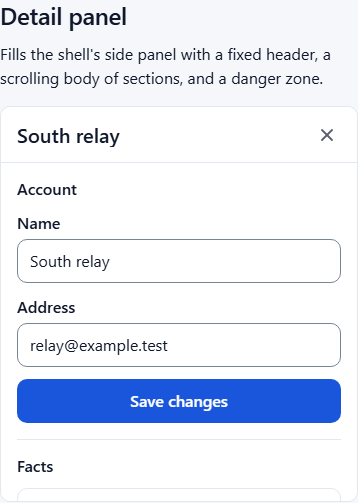 Detail panel
Fills the shell's side panel with a fixed header, a
scrolling body of sections, and a danger zone.
South relay
Account
Name
South relay
Address
relay@example.test
Save changes
Facts